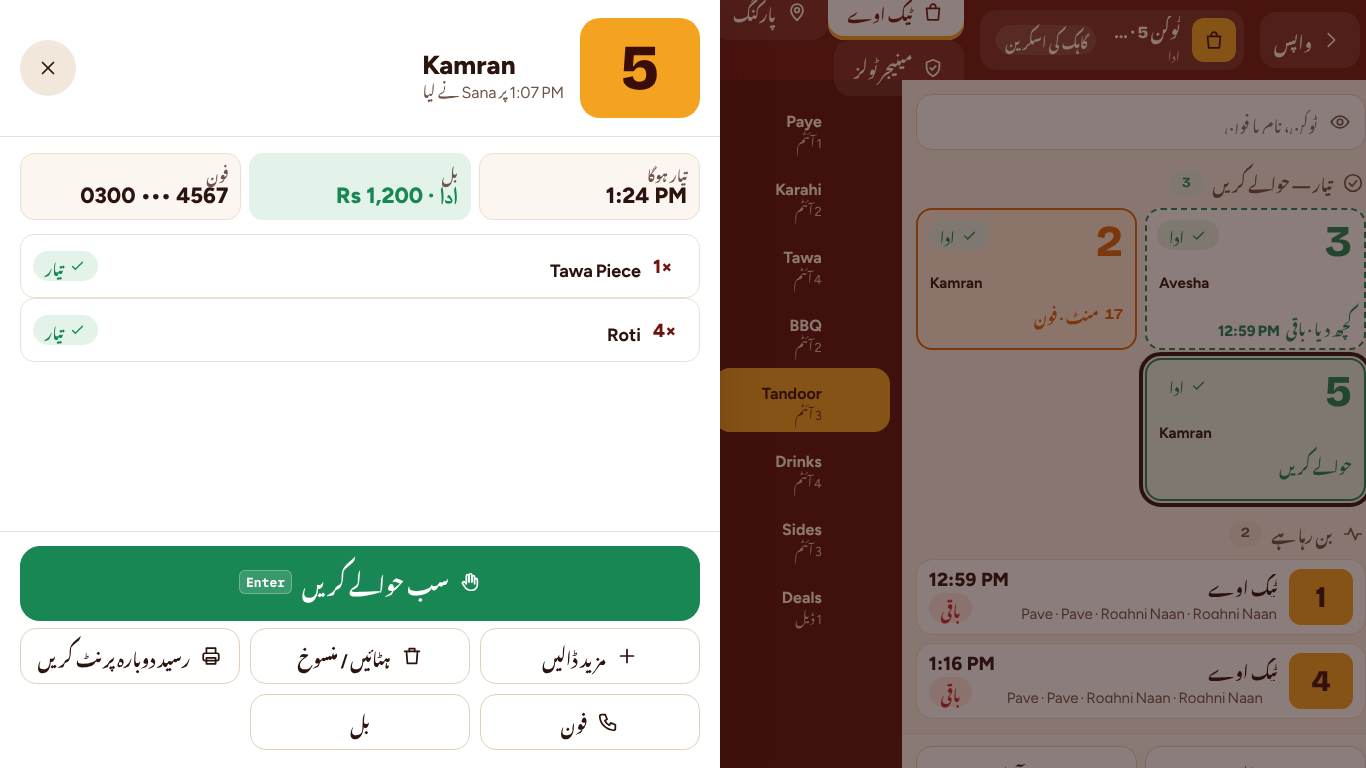 Kamran
Sana نے لیا پر 1:07 PM
5
تیار ہوگا
1:24 PM
بل
ادا · Rs 1,200
فون
0300 ••• 4567
1× Tawa Piece
تیار
4× Roti
تیار
سب حوالے کریں Enter
مزید ڈالیں
ہٹائیں / منسوخ
رسید دوبارہ پرنٹ کریں
فون
بل
واپس
ٹوکن 5 · ...
ادا
گاہک کی اسکرین
ٹیک اوے
پارکنگ
مینیجر ٹولز
ٹوکن، نام یا فون
تیار — حوالے کریں 3
3
ادا
Ayesha
کچھ دیا · باقی 12:59 PM
2
ادا
Kamran
17 منٹ · فون
5
ادا
Kamran
حوالے کریں
بن رہا ہے 2
1
ٹیک اوے
12:59 PM
Paye · Paye · Roghni Naan · Roghni Naan
باقی
4
ٹیک اوے
1:16 PM
Paye · Paye · Roghni Naan · Roghni Naan
باقی
Paye
1 آئٹم
Karahi
2 آئٹم
Tawa
4 آئٹم
BBQ
2 آئٹم
Tandoor
3 آئٹم
Drinks
4 آئٹم
Sides
3 آئٹم
Deals
1 ڈیل